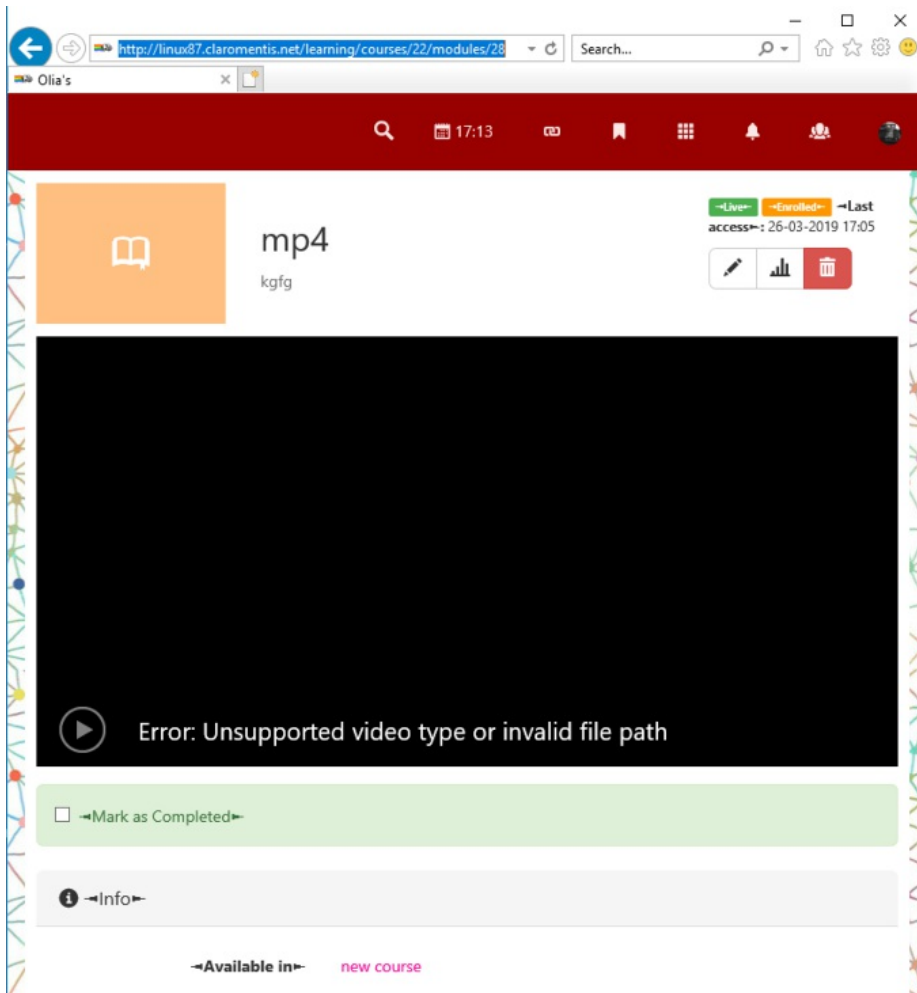 http://linux87.claromentis.net/learning/courses/22/modules/28
Search...
Olia's
17:13
mp4
kgfg
⊸Live⊷ ⊸Enrolled⊷ ⊸Last
access⊷: 26-03-2019 17:05
Error: Unsupported video type or invalid file path
⊸Mark as Completed⊷
⊸Info⊷
⊸Available in⊷ new course